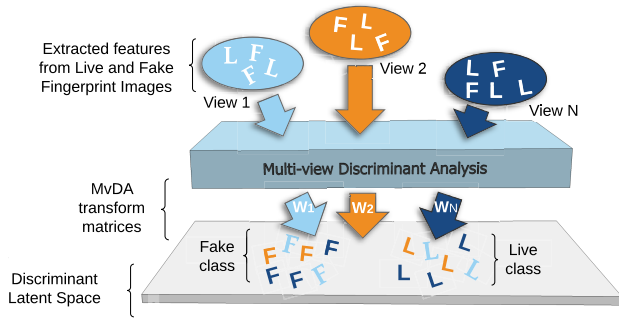 Extracted features
from Live and Fake
Fingerprint Images
L F F L
View 1
F L L F
View 2
L F F L L
View N
Multi-view Discriminant Analysis
MvDA
transform
matrices
W1
W2
WN
Fake
class
F F F F F F F
L L L L L L L
Live
class
Discriminant
Latent Space